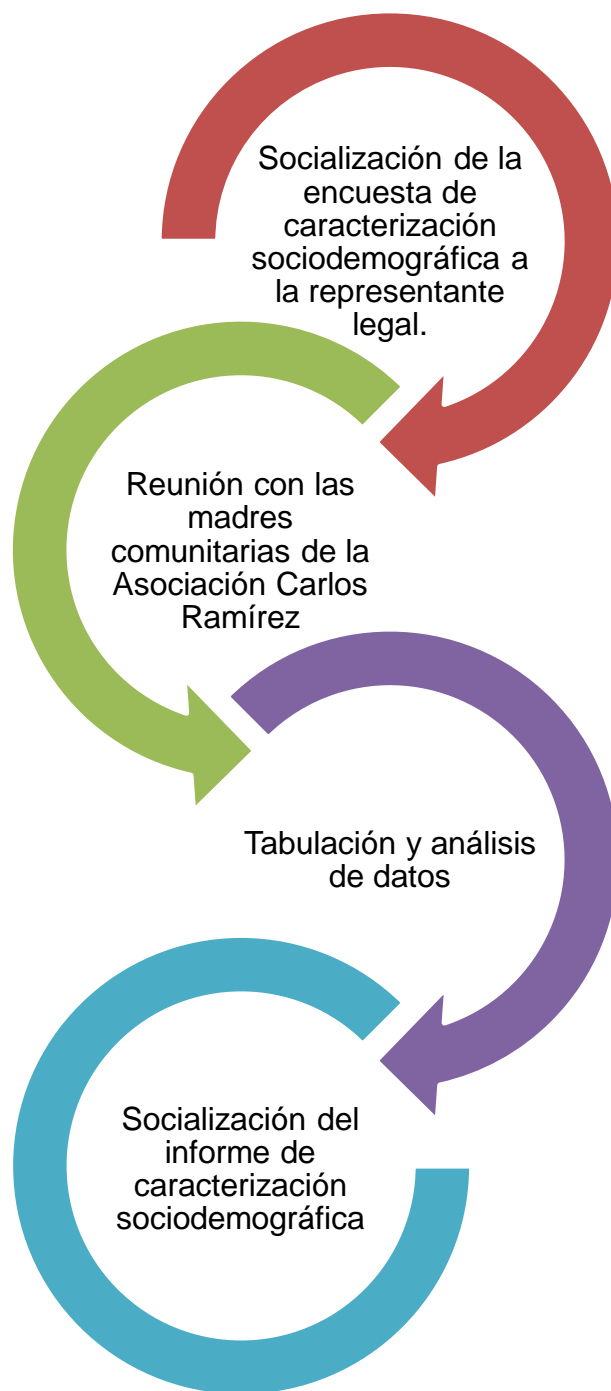 Socialización de la
encuesta de
caracterización
sociodemográfica a
la representante
legal.
Reunión con las
madres
comunitarias de la
Asociación Carlos
Ramírez
Tabulación y análisis
de datos
Socialización del
informe de
caracterización
sociodemográfica